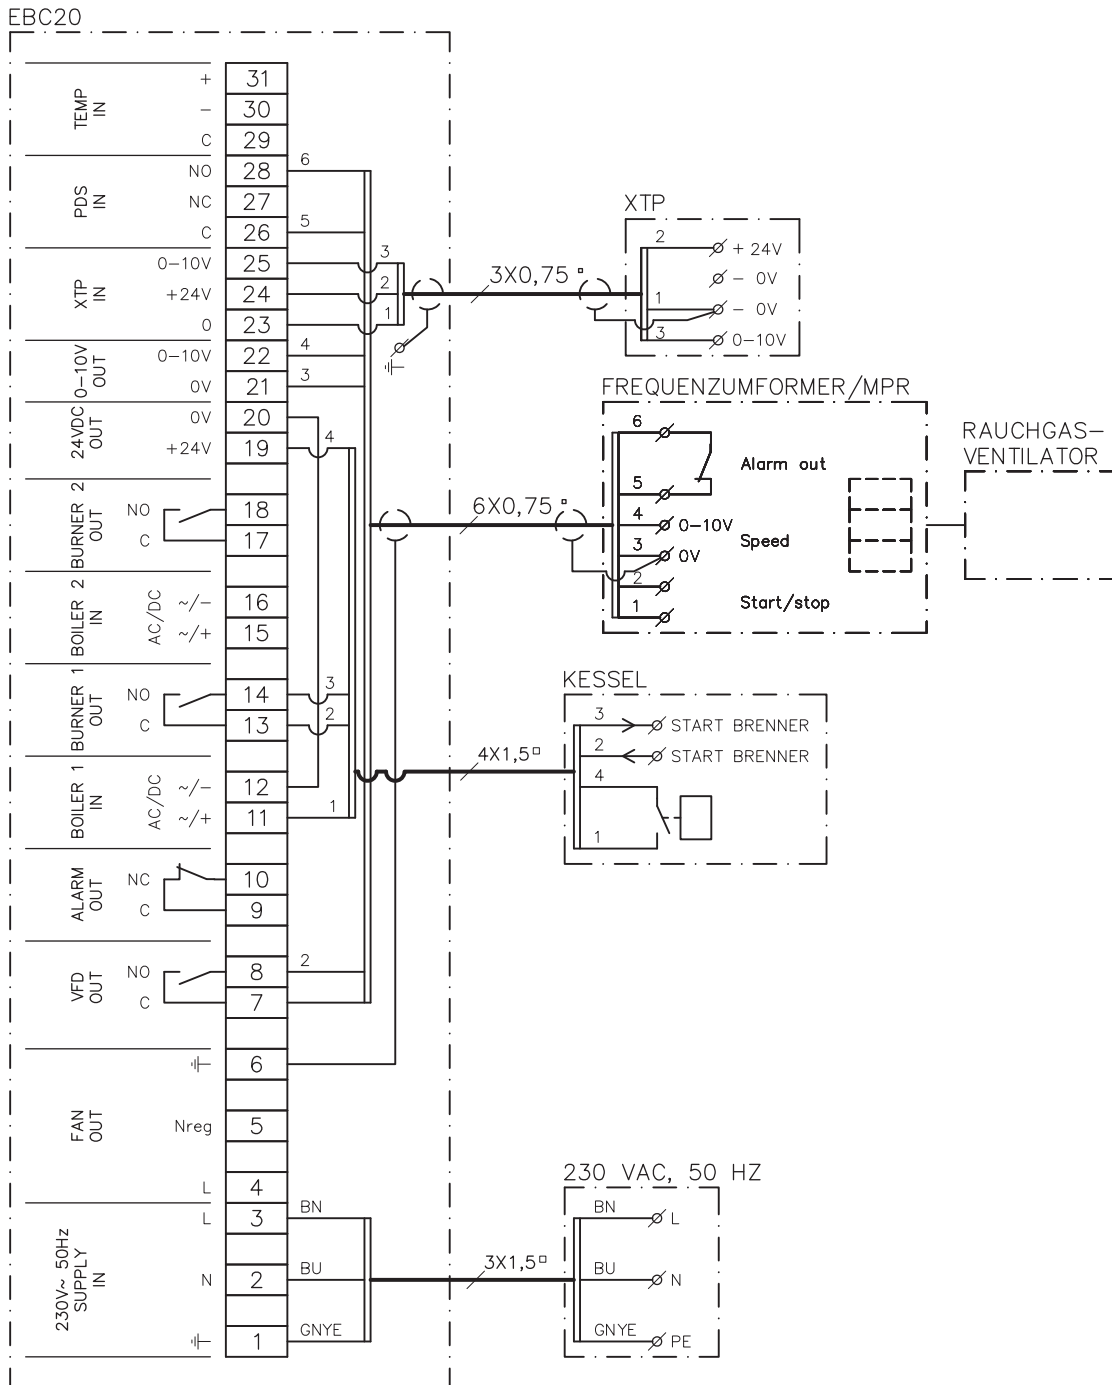 EBC20
TEMP IN
+ 31
- 30
C 29
PDS IN
NO 28 6
NC 27
C 26 5
XTP IN
0-10V 25 3
+24V 24 2
0 23 1
0-10V OUT
0-10V 22 4
0V 21 3
24VDC OUT
0V 20
+24V 19 4
BURNER 2 OUT
NO 18
C 17
BOILER 2 IN
AC/DC
~/- 16
~/+ 15
BURNER 1 OUT
NO 14 3
C 13 2
BOILER 1 IN
AC/DC
~/- 12
~/+ 11 1
ALARM OUT
NC 10
C 9
VFD OUT
NO 8 2
C 7
FAN OUT
6
Nreg 5
L 4
230V~ 50Hz SUPPLY IN
L 3 BN
N 2 BU
1 GNYE
3X0,75
XTP
2 + 24V
- 0V
1 - 0V
3 0-10V
6X0,75
FREQUENZUMFORMER/MPR
6
Alarm out
5
4 0-10V
Speed
3 0V
2
Start/stop
1
RAUCHGAS-
VENTILATOR
4X1,5
KESSEL
3 START BRENNER
2 START BRENNER
4
1
3X1,5
230 VAC, 50 HZ
BN L
BU N
GNYE PE